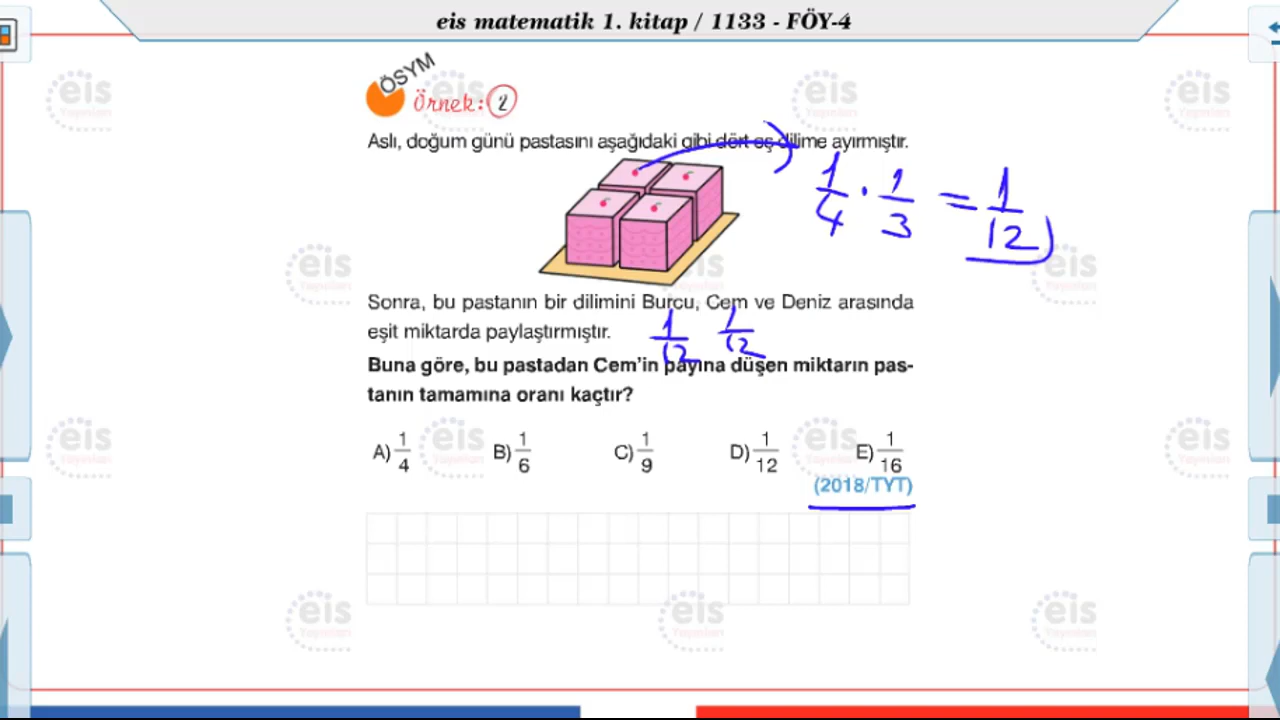 eis matematik 1. kitap / 1133 - FÖY-4
ÖSYM
Örnek: 2
Aslı, doğum günü pastasını aşağıdaki gibi dört eş dilime ayırmıştır.
1/4 · 1/3 = 1/12
Sonra, bu pastanın bir dilimini Burcu, Cem ve Deniz arasında
eşit miktarda paylaştırmıştır.
1/12 1/12
Buna göre, bu pastadan Cem'in payına düşen miktarın pas-
tanın tamamına oranı kaçtır?
A) 1/4 B) 1/6 C) 1/9 D) 1/12 E) 1/16
(2018/TYT)
eis Yayınları